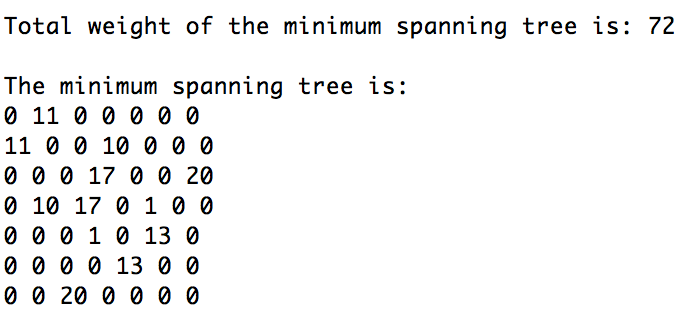 Total weight of the minimum spanning tree is: 72
The minimum spanning tree is:
0 11 0 0 0 0 0
11 0 0 10 0 0 0
0 0 0 17 0 0 20
0 10 17 0 1 0 0
0 0 0 1 0 13 0
0 0 0 0 13 0 0
0 0 20 0 0 0 0